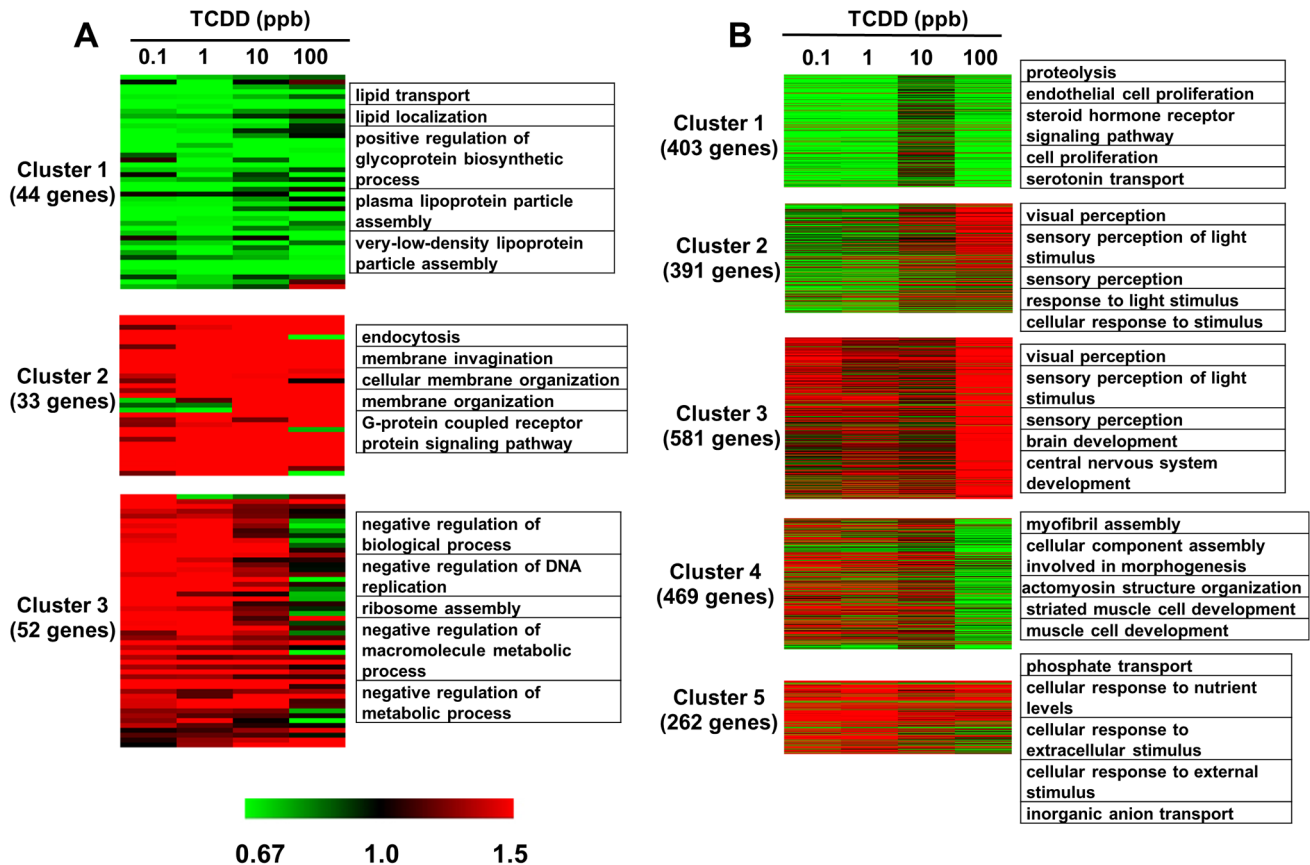 A
TCDD (ppb)
0.1 1 10 100
Cluster 1
(44 genes)
lipid transport
lipid localization
positive regulation of
glycoprotein biosynthetic
process
plasma lipoprotein particle
assembly
very-low-density lipoprotein
particle assembly
Cluster 2
(33 genes)
endocytosis
membrane invagination
cellular membrane organization
membrane organization
G-protein coupled receptor
protein signaling pathway
Cluster 3
(52 genes)
negative regulation of
biological process
negative regulation of DNA
replication
ribosome assembly
negative regulation of
macromolecule metabolic
process
negative regulation of
metabolic process
0.67 1.0 1.5
B
TCDD (ppb)
0.1 1 10 100
Cluster 1
(403 genes)
proteolysis
endothelial cell proliferation
steroid hormone receptor
signaling pathway
cell proliferation
serotonin transport
Cluster 2
(391 genes)
visual perception
sensory perception of light
stimulus
sensory perception
response to light stimulus
cellular response to stimulus
Cluster 3
(581 genes)
visual perception
sensory perception of light
stimulus
sensory perception
brain development
central nervous system
development
Cluster 4
(469 genes)
myofibril assembly
cellular component assembly
involved in morphogenesis
actomyosin structure organization
striated muscle cell development
muscle cell development
Cluster 5
(262 genes)
phosphate transport
cellular response to nutrient
levels
cellular response to
extracellular stimulus
cellular response to external
stimulus
inorganic anion transport